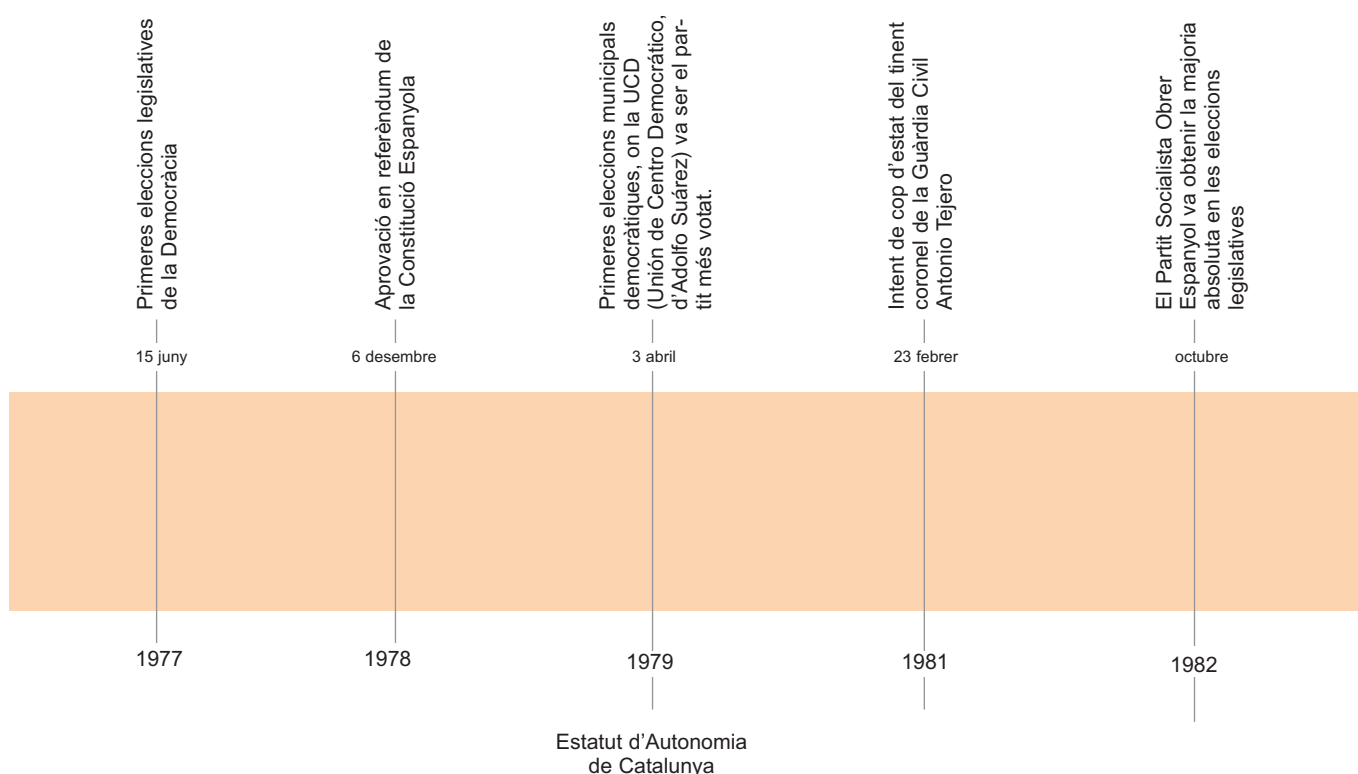 Primeres eleccions legislatives
de la Democràcia
Aprovació en referèndum de
la Constitució Espanyola
Primeres eleccions municipals
democràtiques, on la UCD
(Unión de Centro Democrático,
d’Adolfo Suárez) va ser el par-
tit més votat.
Intent de cop d’estat del tinent
coronel de la Guàrdia Civil
Antonio Tejero
El Partit Socialista Obrer
Espanyol va obtenir la majoria
absoluta en les eleccions
legislatives
15 juny
6 desembre
3 abril
23 febrer
octubre
1977
1978
1979
1981
1982
Estatut d’Autonomia
de Catalunya